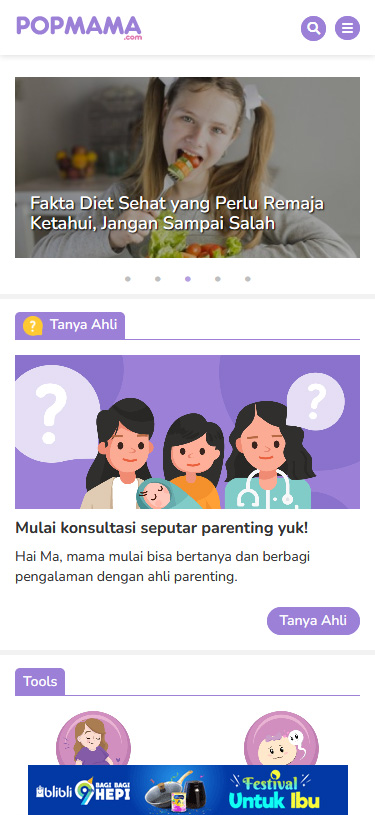 POPMAMA
.com
Fakta Diet Sehat yang Perlu Remaja
Ketahui, Jangan Sampai Salah
? Tanya Ahli
?
?
Mulai konsultasi seputar parenting yuk!
Hai Ma, mama mulai bisa bertanya dan berbagi
pengalaman dengan ahli parenting.
Tanya Ahli
Tools
blibli
9 BAGI BAGI
HEPI
Festival
Untuk Ibu